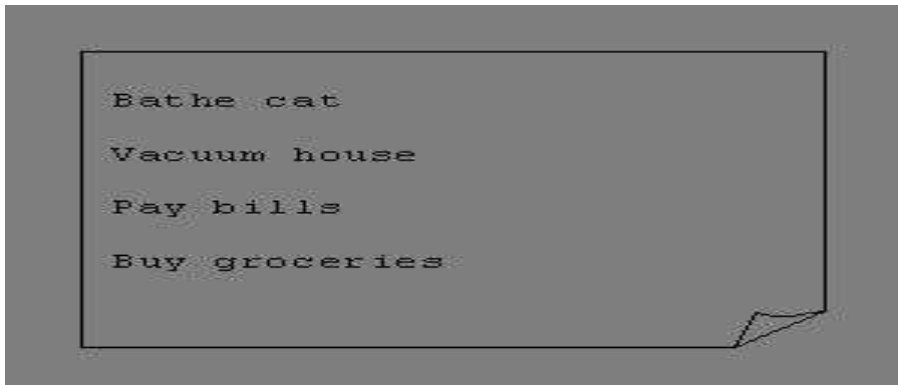 Bathe cat
Vacuum house
Pay bills
Buy groceries